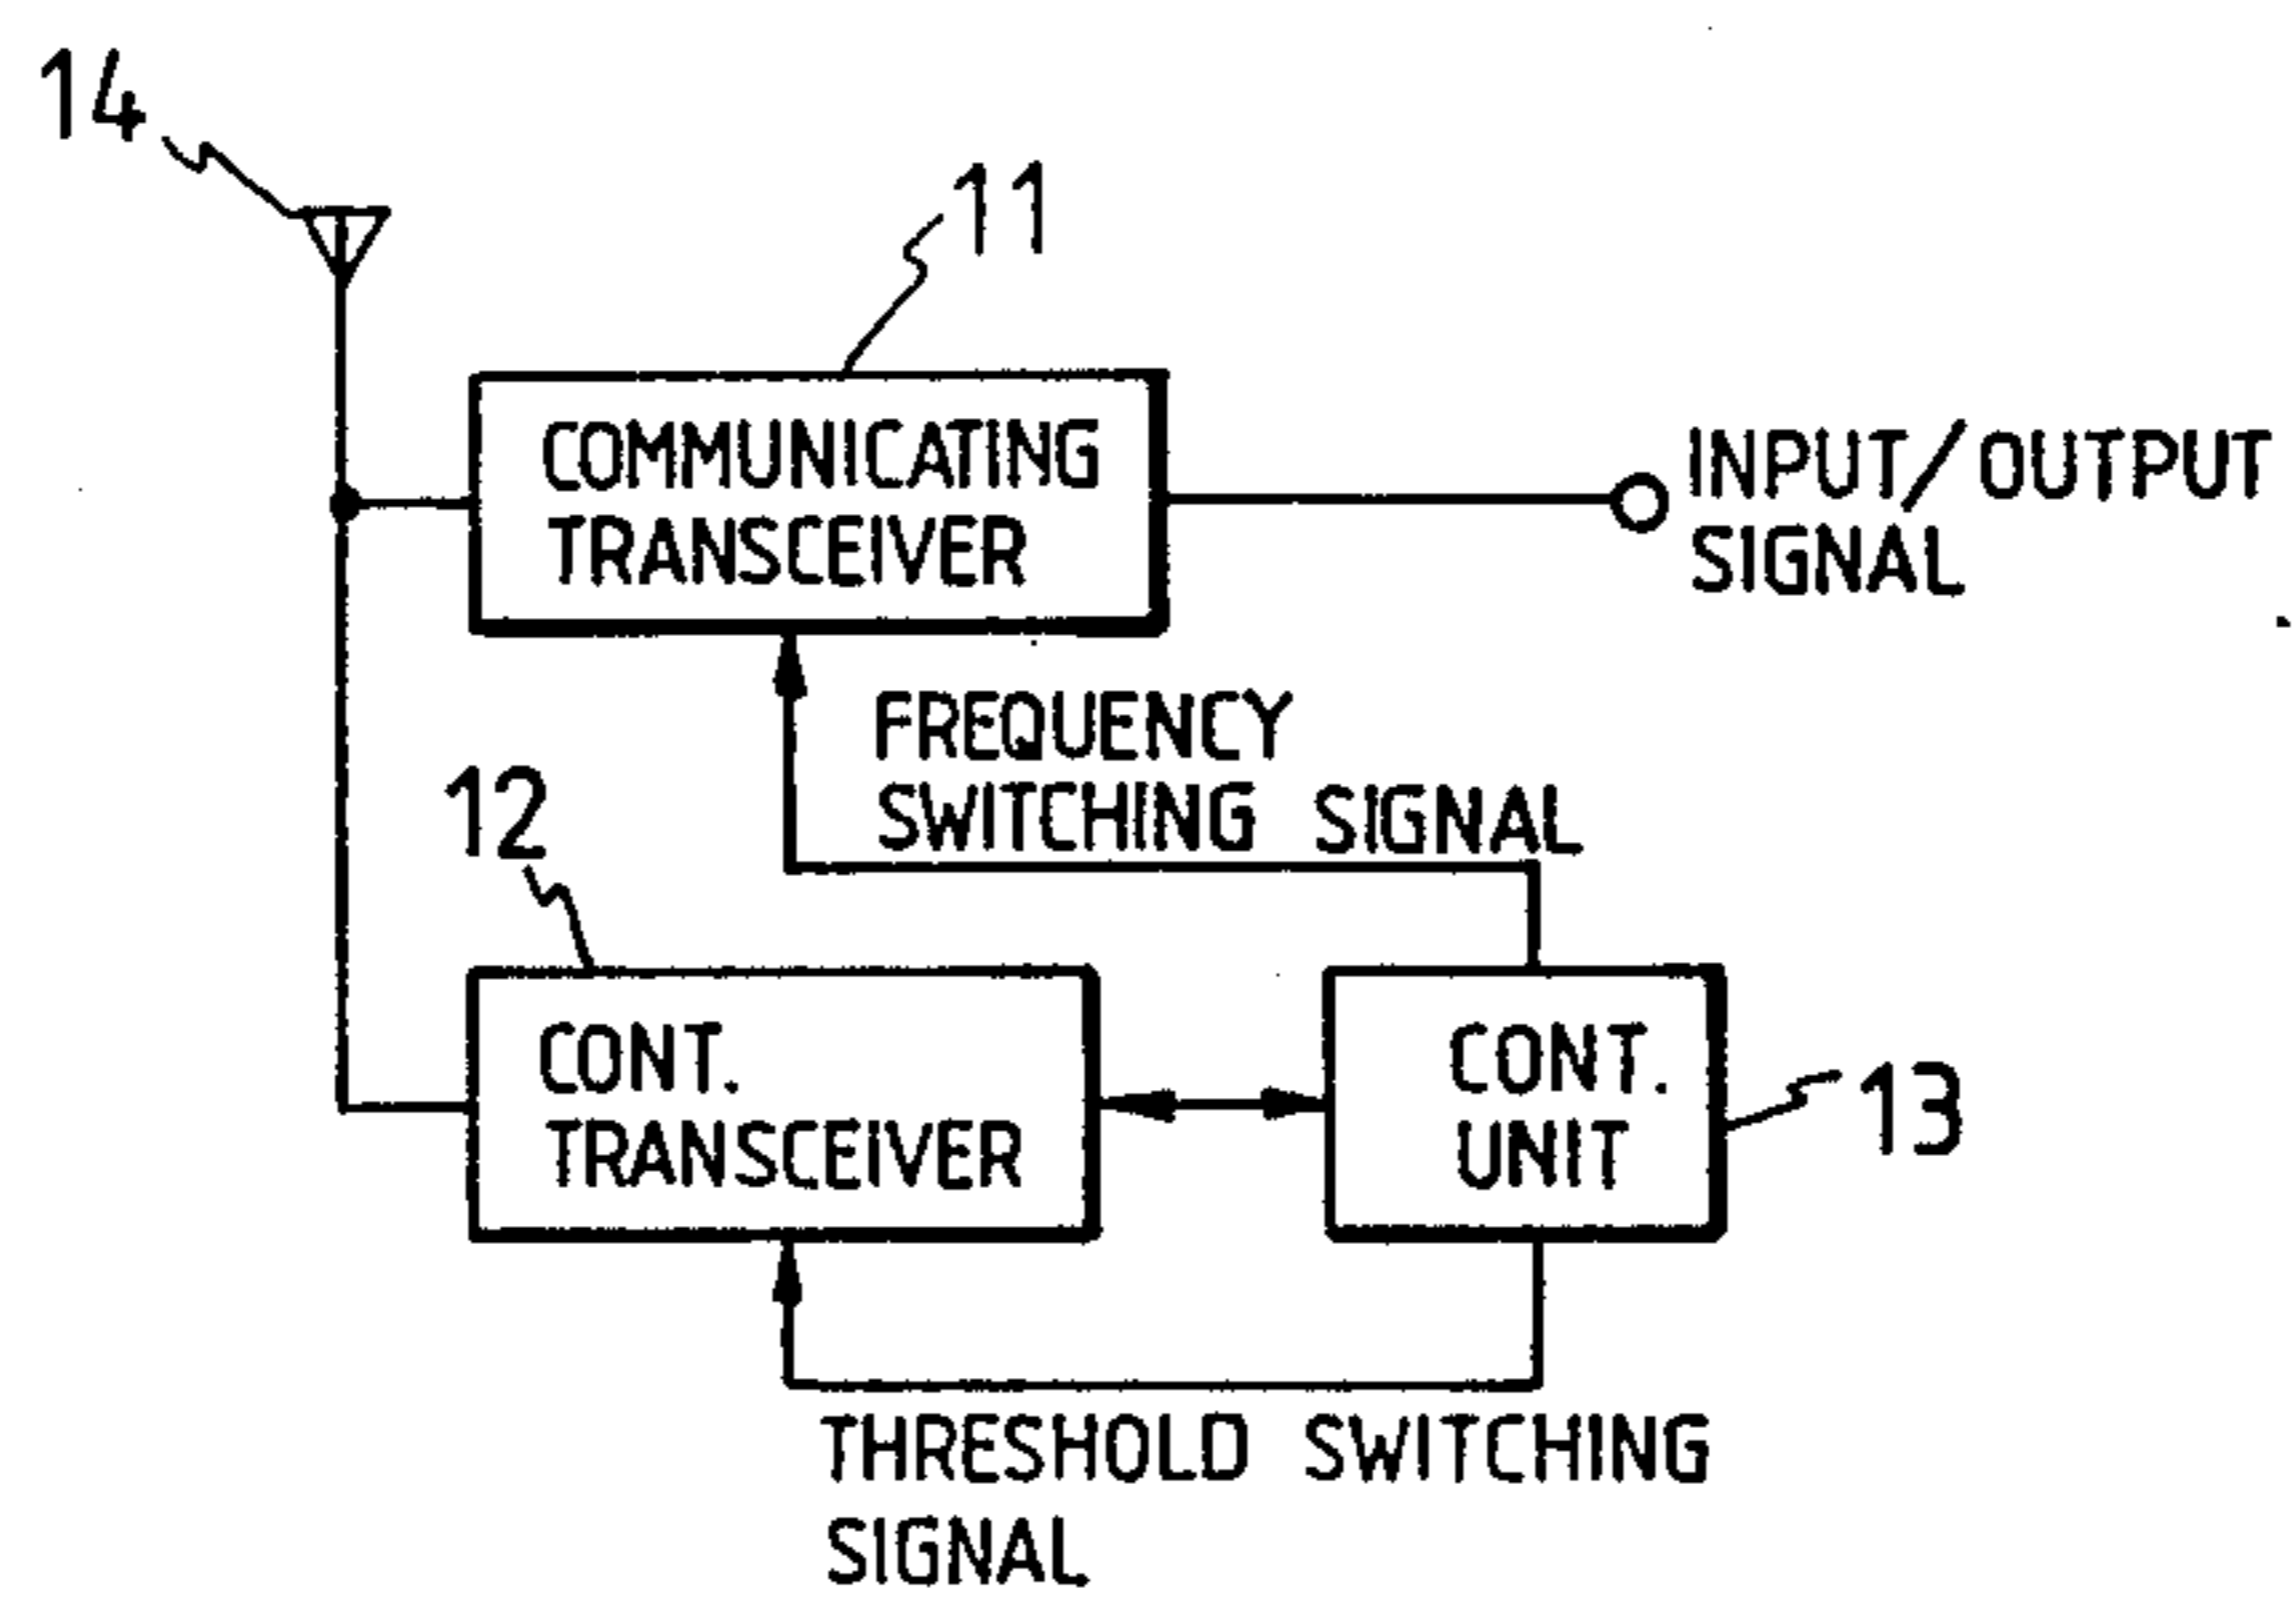 14
11
COMMUNICATING
TRANSCEIVER
INPUT/OUTPUT
SIGNAL
FREQUENCY
SWITCHING SIGNAL
12
CONT.
TRANSCEIVER
CONT.
UNIT
13
THRESHOLD SWITCHING
SIGNAL